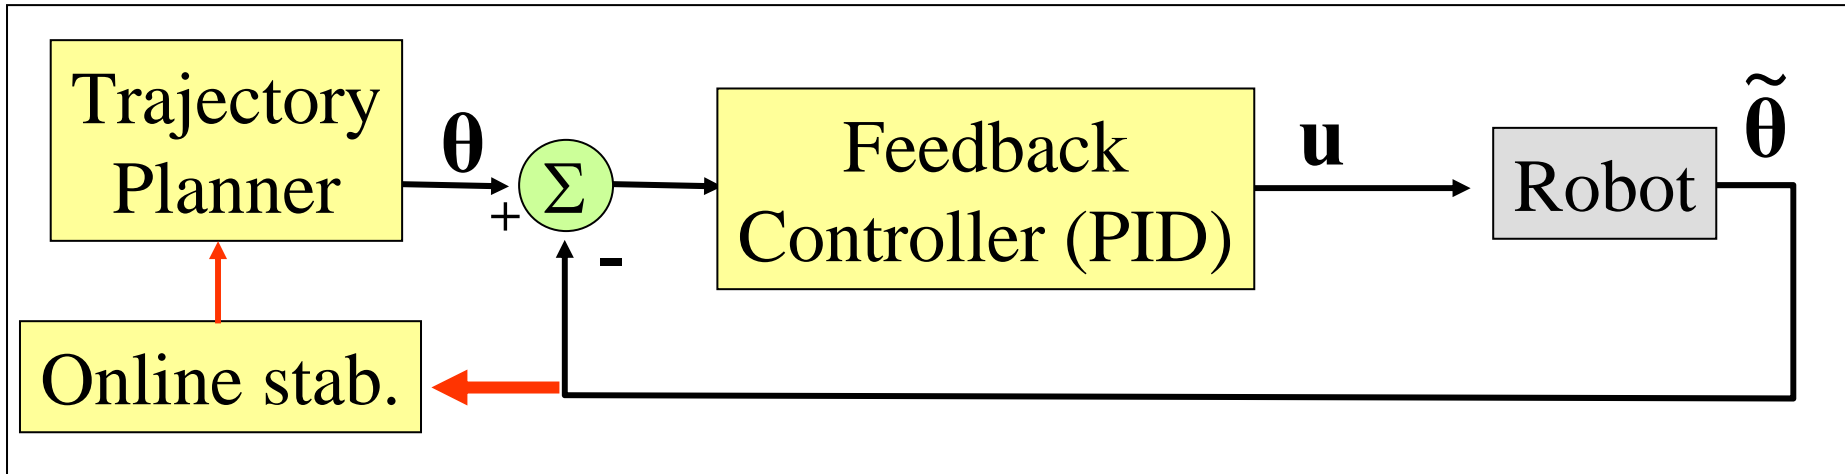 Trajectory
Planner
θ
+
Σ
-
Feedback
Controller (PID)
u
Robot
θ̃
Online stab.